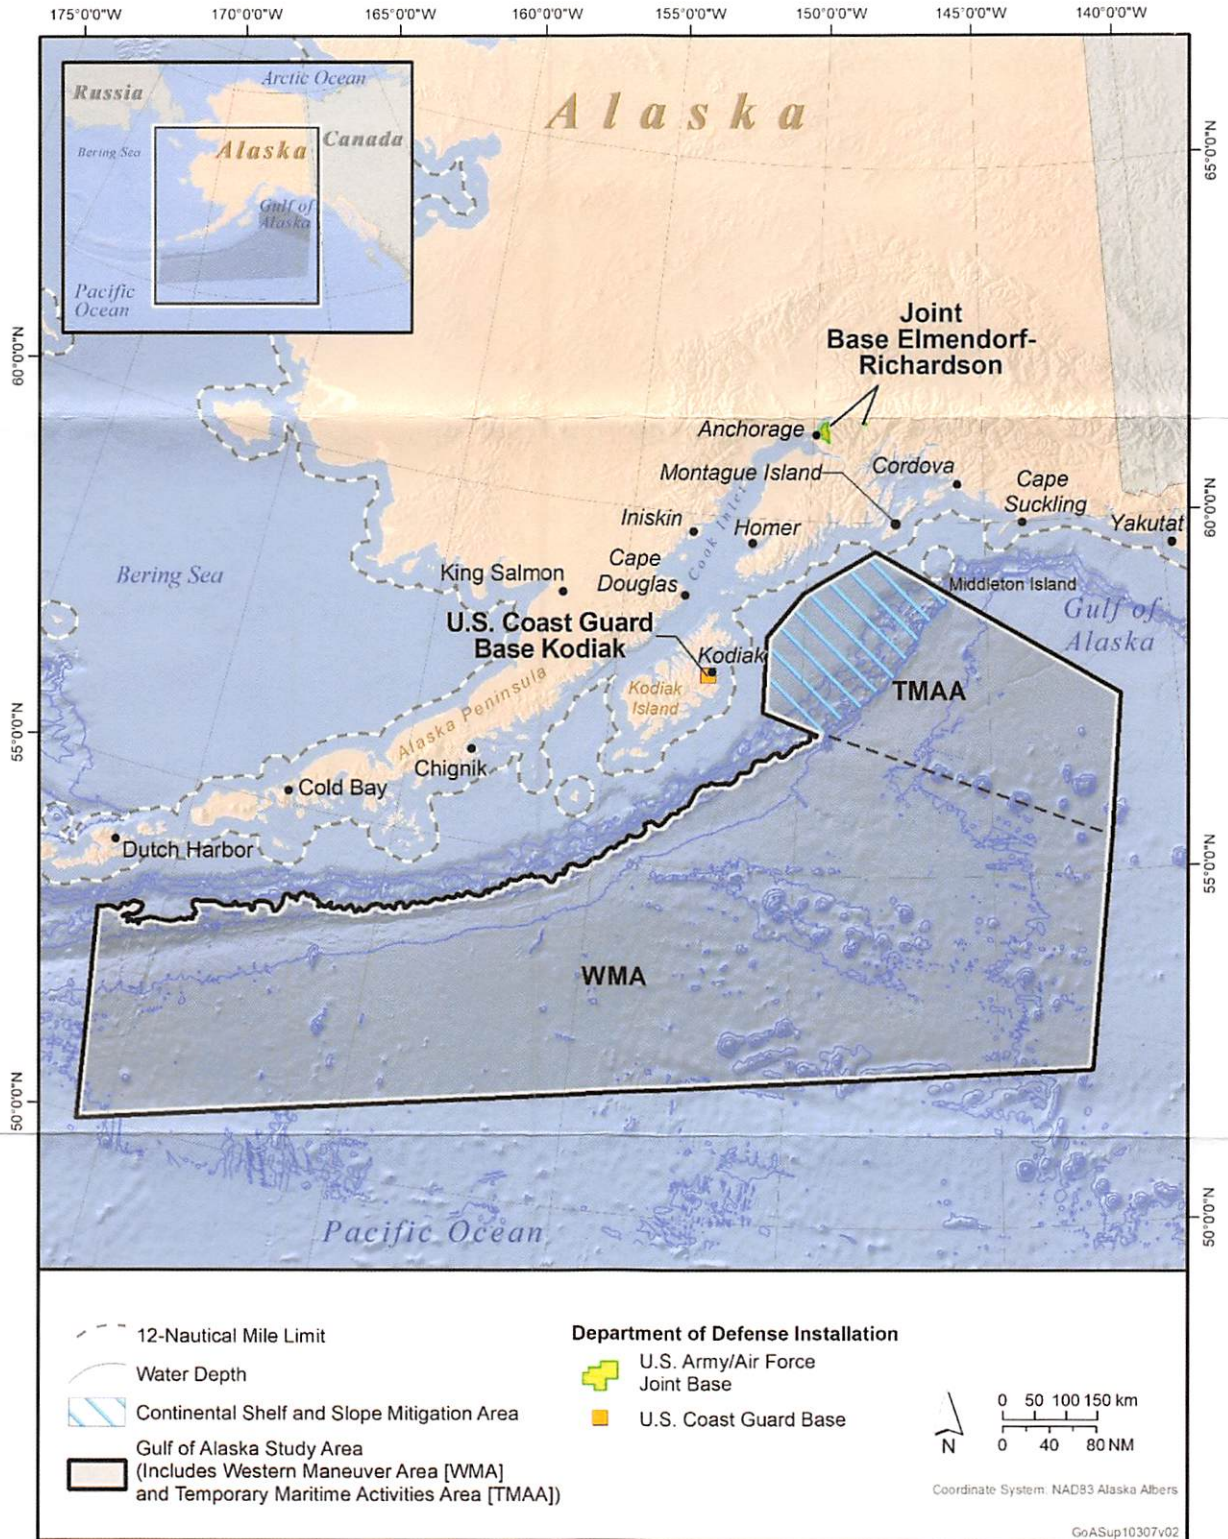 175°0'0"W 170°0'0"W 165°0'0"W 160°0'0"W 155°0'0"W 150°0'0"W 145°0'0"W 140°0'0"W
Russia
Arctic Ocean
Canada
Bering Sea
Alaska
Gulf of
Alaska
Pacific
Ocean
Alaska
65°0'0"N
60°0'0"N
Joint
Base Elmendorf-
Richardson
Anchorage
Montague Island
Cordova
Cape
Suckling
Yakutat
60°0'0"N
Iniskin
Homer
Cook Inlet
Cape
Douglas
King Salmon
Bering Sea
Middleton Island
Gulf of
Alaska
U.S. Coast Guard
Base Kodiak
Kodiak
Kodiak
Island
TMAA
Alaska Peninsula
55°0'0"N
Chignik
Cold Bay
Dutch Harbor
55°0'0"N
WMA
50°0'0"N
50°0'0"N
Pacific Ocean
12-Nautical Mile Limit
Water Depth
Continental Shelf and Slope Mitigation Area
Gulf of Alaska Study Area
(Includes Western Maneuver Area [WMA]
and Temporary Maritime Activities Area [TMAA])
Department of Defense Installation
U.S. Army/Air Force
Joint Base
U.S. Coast Guard Base
N
0 50 100 150 km
0 40 80 NM
Coordinate System: NAD83 Alaska Albers
GoASup10307v02